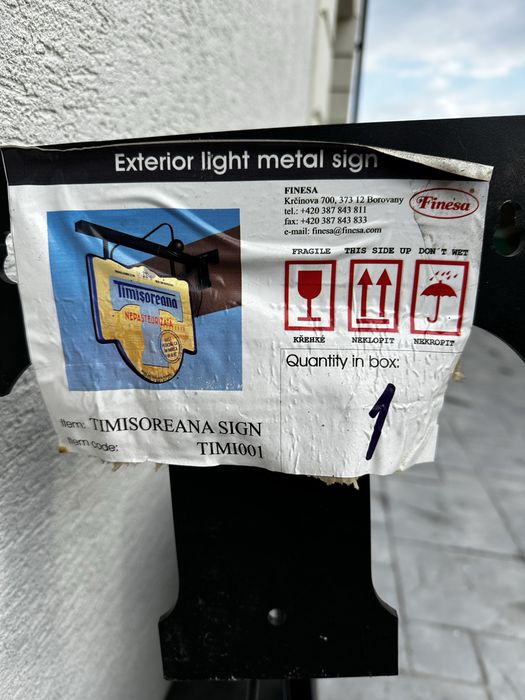 Exterior light metal sign
FINESA
Krčínova 700, 373 12 Borovany
tel.: +420 387 843 811
fax: +420 387 843 833
e-mail: finesa@finesa.com
Finesa®
Timişoreana
NEPASTEURIZATĂ
FRAGILE THIS SIDE UP DON´T WET
KŘEHKÉ NEKLOPIT NEKROPIT
Quantity in box:
1
Item: TIMISOREANA SIGN
Item code: TIMI001